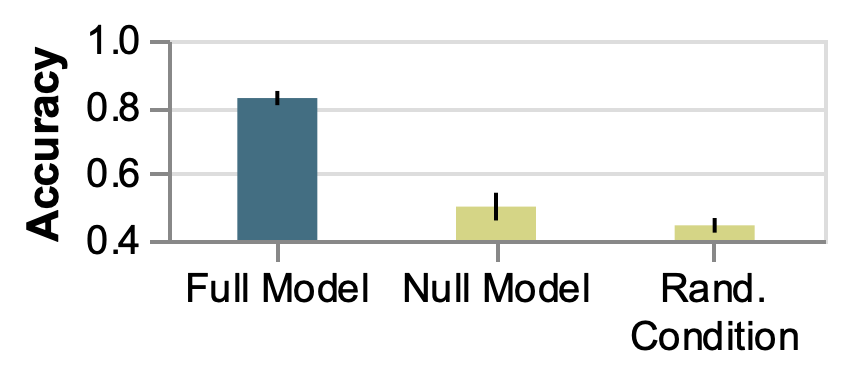 Accuracy
1.0
0.8
0.6
0.4
Full Model
Null Model
Rand.
Condition